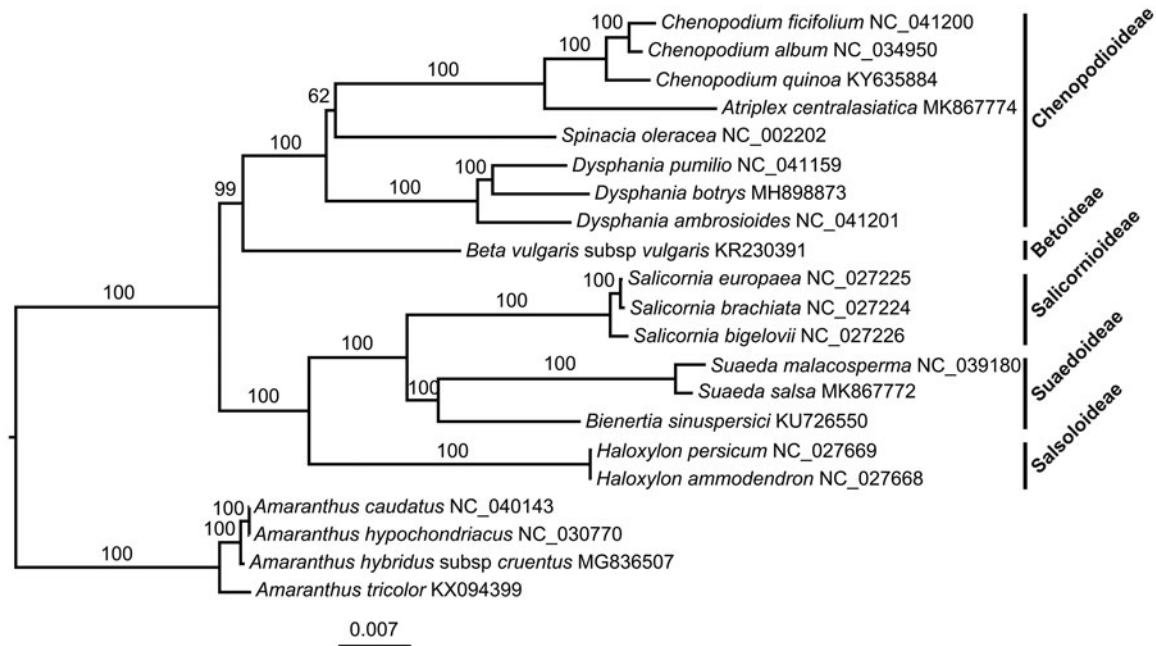 100
Chenopodium ficifolium NC_041200
100
Chenopodium album NC_034950
100
Chenopodium quinoa KY635884
62
Atriplex centralasiatica MK867774
100
Spinacia oleracea NC_002202
Chenopodioideae
100
Dysphania pumilio NC_041159
99
100
Dysphania botrys MH898873
Dysphania ambrosioides NC_041201
Beta vulgaris subsp vulgaris KR230391
Betoideae
100
Salicornia europaea NC_027225
100
100
Salicornia brachiata NC_027224
Salicornia bigelovii NC_027226
Salicornioideae
100
100
Suaeda malacosperma NC_039180
100
Suaeda salsa MK867772
100
Bienertia sinuspersici KU726550
Suaedoideae
100
Haloxylon persicum NC_027669
Haloxylon ammodendron NC_027668
Salsoloideae
100
Amaranthus caudatus NC_040143
100
Amaranthus hypochondriacus NC_030770
100
Amaranthus hybridus subsp cruentus MG836507
Amaranthus tricolor KX094399
0.007